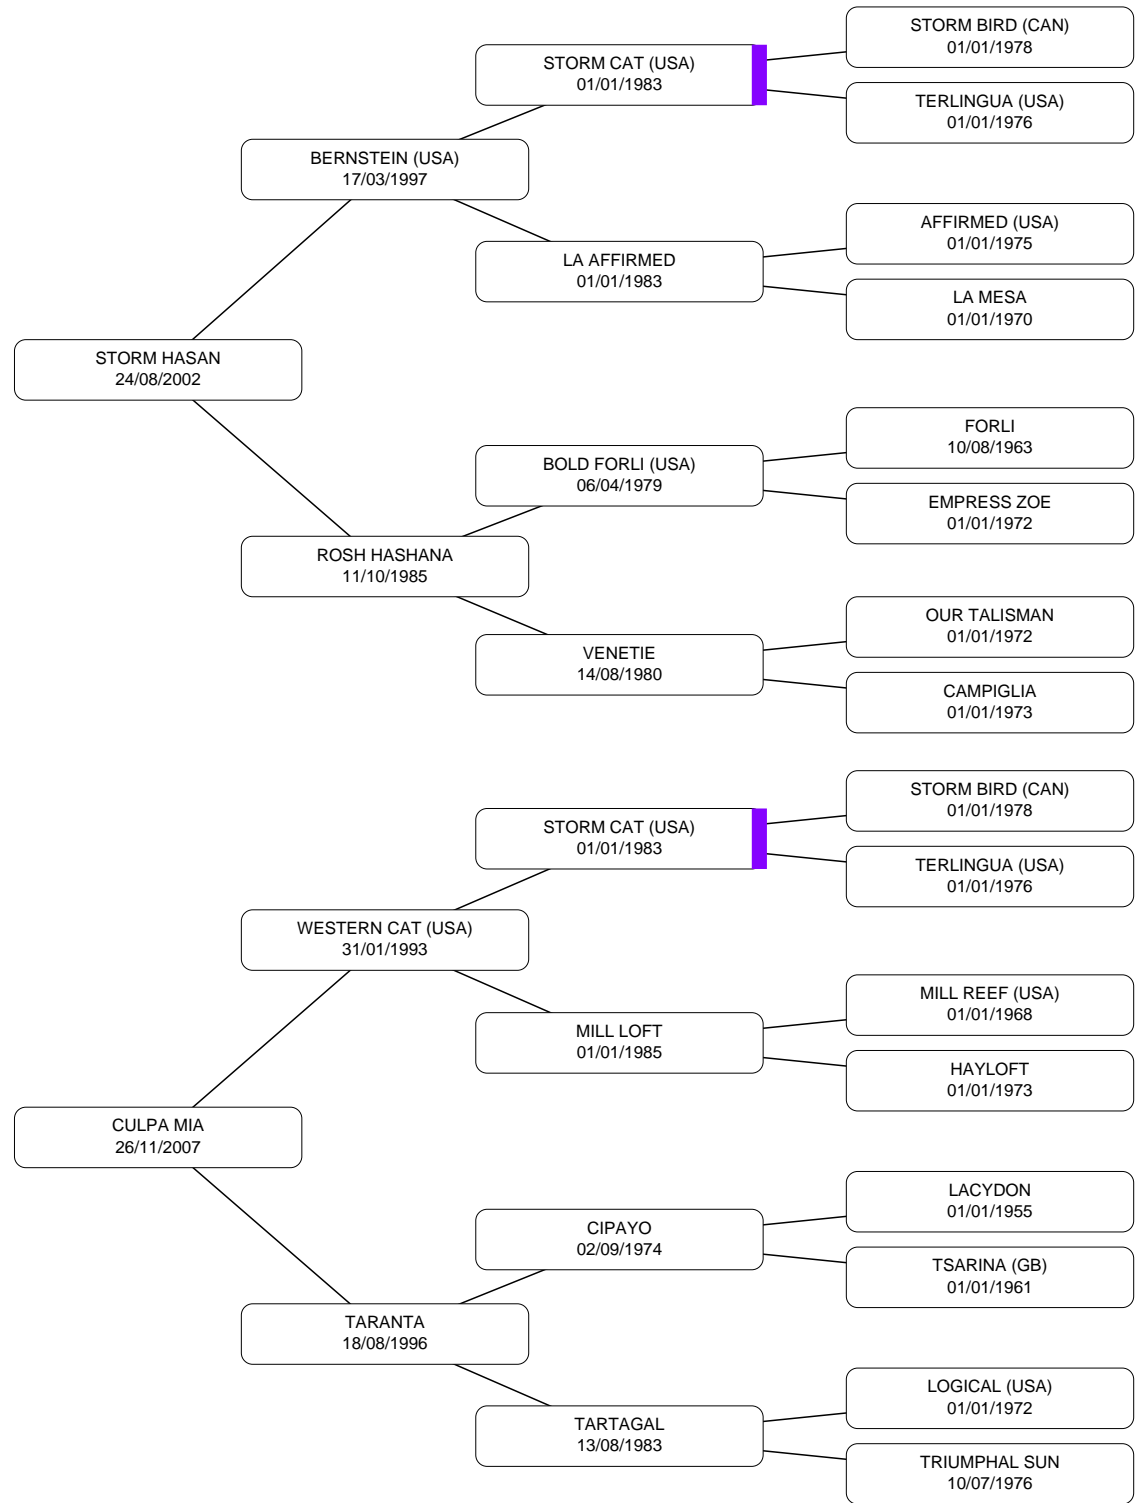 STORM BIRD (CAN)
01/01/1978
STORM CAT (USA)
01/01/1983
TERLINGUA (USA)
01/01/1976
BERNSTEIN (USA)
17/03/1997
AFFIRMED (USA)
01/01/1975
LA AFFIRMED
01/01/1983
LA MESA
01/01/1970
STORM HASAN
24/08/2002
FORLI
10/08/1963
BOLD FORLI (USA)
06/04/1979
EMPRESS ZOE
01/01/1972
ROSH HASHANA
11/10/1985
OUR TALISMAN
01/01/1972
VENETIE
14/08/1980
CAMPIGLIA
01/01/1973
STORM BIRD (CAN)
01/01/1978
STORM CAT (USA)
01/01/1983
TERLINGUA (USA)
01/01/1976
WESTERN CAT (USA)
31/01/1993
MILL REEF (USA)
01/01/1968
MILL LOFT
01/01/1985
HAYLOFT
01/01/1973
CULPA MIA
26/11/2007
LACYDON
01/01/1955
CIPAYO
02/09/1974
TSARINA (GB)
01/01/1961
TARANTA
18/08/1996
LOGICAL (USA)
01/01/1972
TARTAGAL
13/08/1983
TRIUMPHAL SUN
10/07/1976